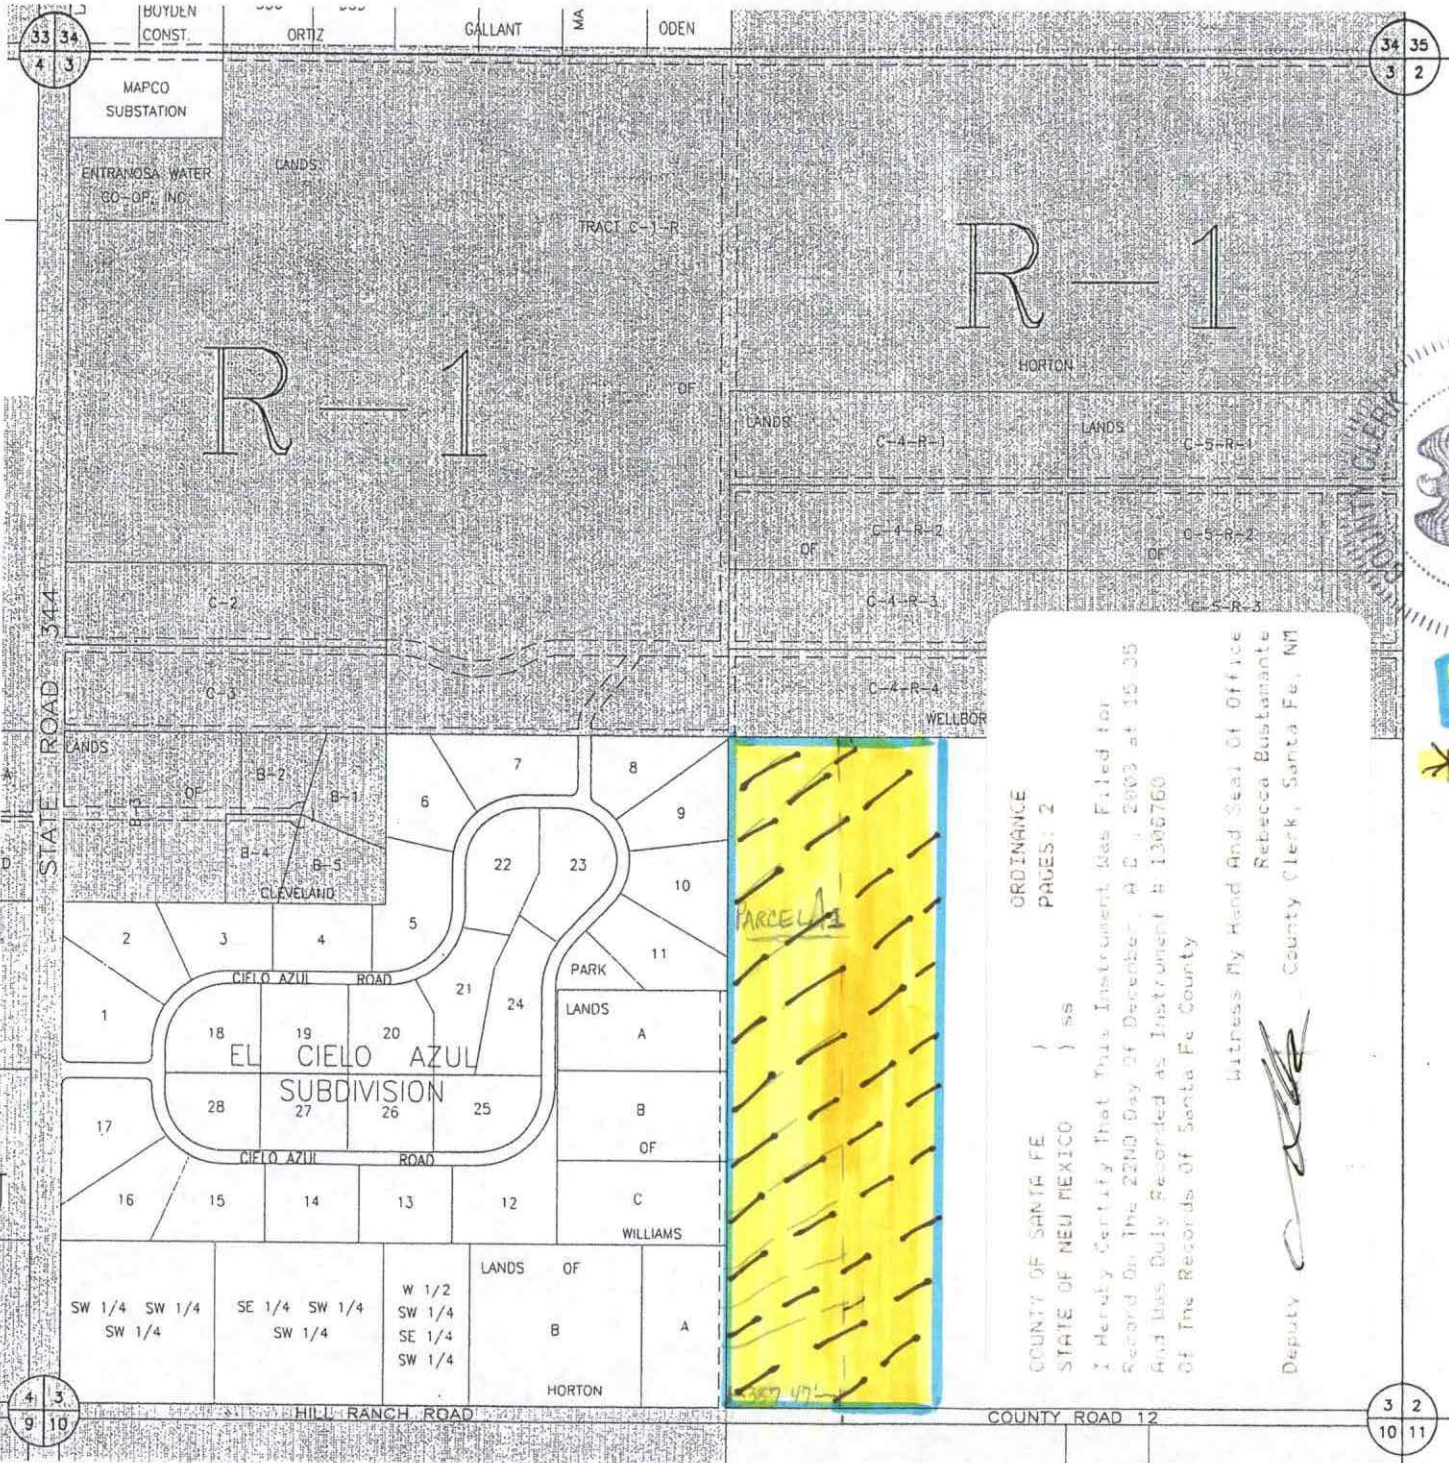 BOYDEN
CONST.
ORTIZ
GALLANT
MA
ODEN
33 34
4 3
34 35
3 2
MAPCO
SUBSTATION
ENTRANOSA WATER
CO-OP. INC.
LANDS
TRACT C-1-R
OF
R-1
R-1
HORTON
LANDS
C-4-R-1
LANDS
C-5-R-1
C-4-R-2
OF
C-5-R-2
OF
C-4-R-3
C-5-R-3
C-4-R-4
WELLBOR
COUNTY CLERK
STATE ROAD 344
C-2
C-3
LANDS
OF
B-3
B-2
B-1
B-4
B-5
CLEVELAND
7
8
6
9
22
23
10
5
11
2
3
4
PARK
CIELO AZUL ROAD
21
24
1
18
19
20
EL CIELO AZUL
SUBDIVISION
28
27
26
25
17
CIELO AZUL ROAD
16
15
14
13
12
LANDS
A
B
OF
C
WILLIAMS
SW 1/4 SW 1/4
SW 1/4
SE 1/4 SW 1/4
SW 1/4
W 1/2
SW 1/4
SE 1/4
SW 1/4
LANDS OF
B
A
HORTON
PARCEL A1
4 3
9 10
HILL RANCH ROAD
COUNTY ROAD 12
3 2
10 11
ORDINANCE
PAGES: 2
COUNTY OF SANTA FE )
STATE OF NEW MEXICO ) ss
I Hereby Certify That This Instrument Was Filed for
Record On The 22ND Day Of December, A.D., 2003 at 15:35
And Was Duly Recorded as Instrument # 1306760
Of The Records Of Santa Fe County
Witness My Hand And Seal Of Office
Rebecca Bustamante
County Clerk, Santa Fe, NM
Deputy